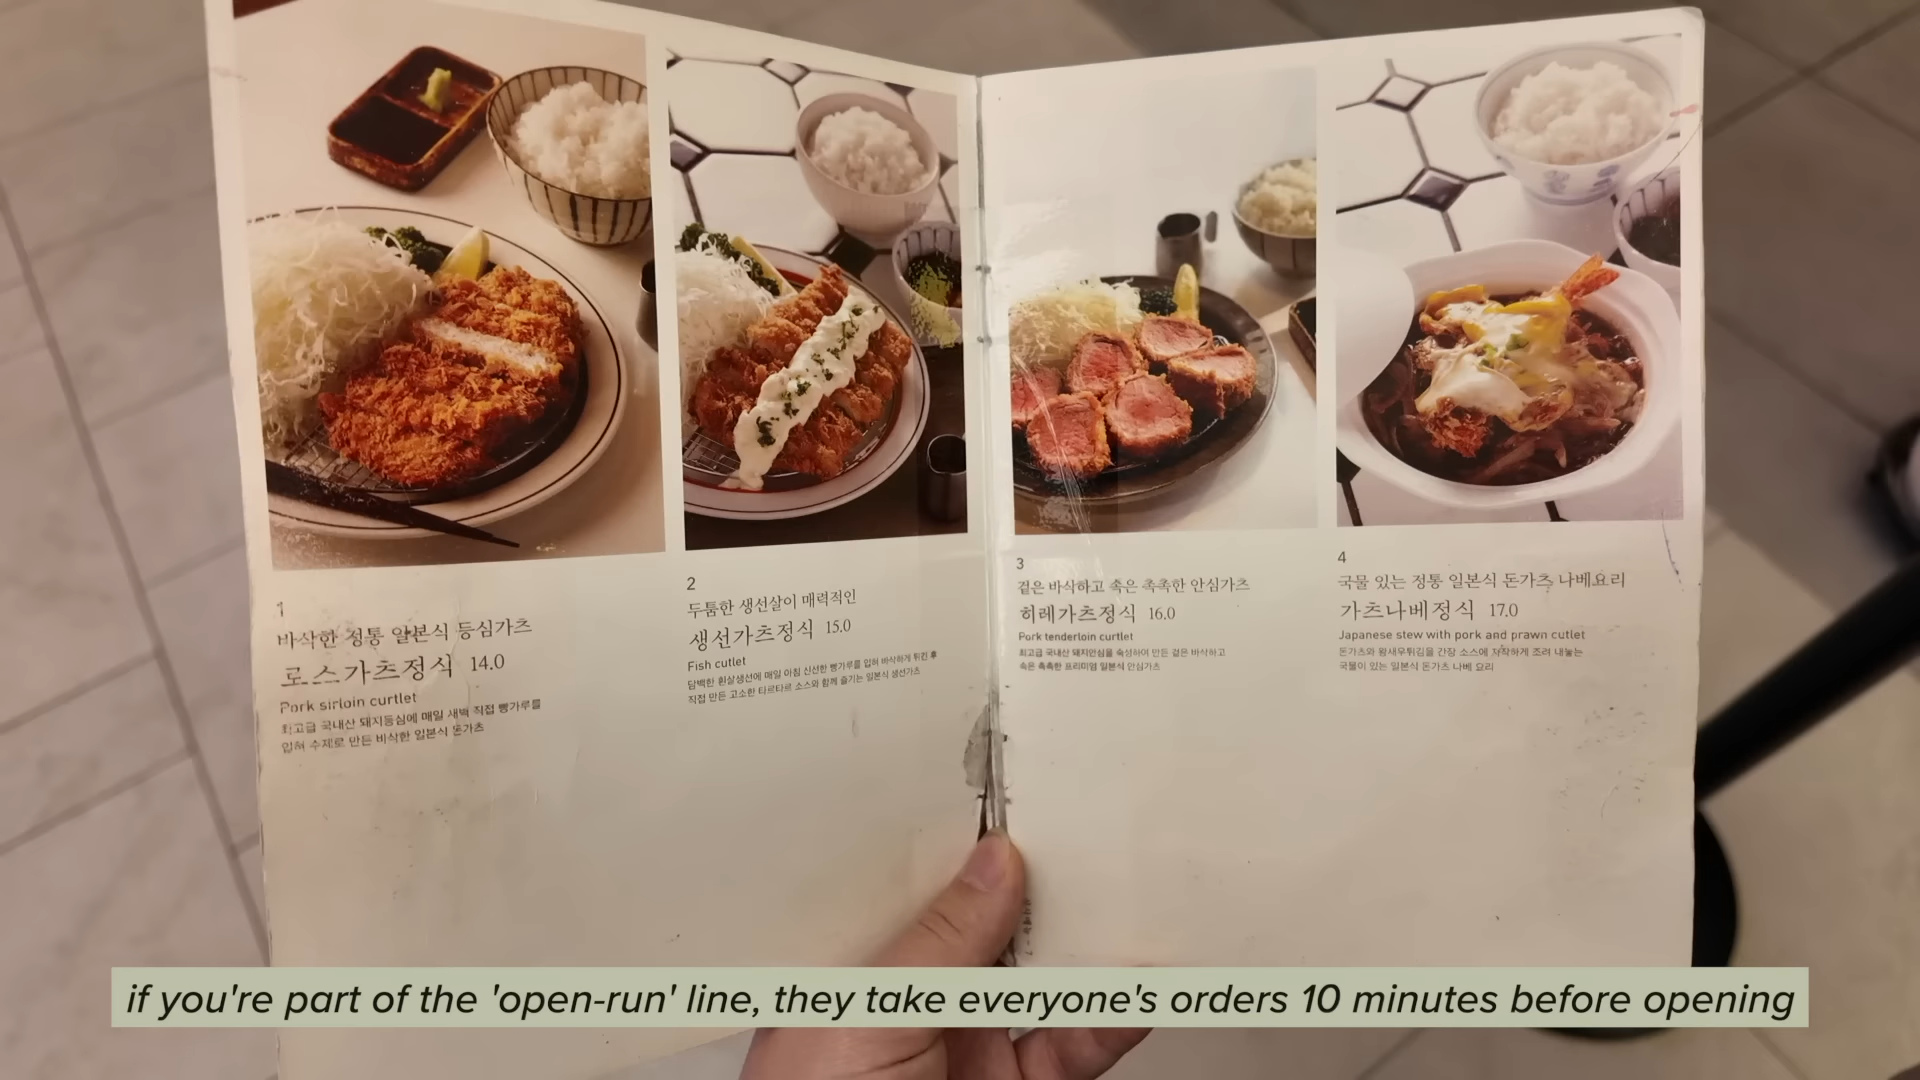 1
바삭한 정통 일본식 등심가츠
로스가츠정식 14.0
Pork sirloin curtlet
최고급 국내산 돼지등심에 매일 새벽 직접 빵가루를
입혀 수제로 만든 바삭한 일본식 돈가츠
2
두툼한 생선살이 매력적인
생선가츠정식 15.0
Fish cutlet
담백한 흰살생선에 매일 아침 신선한 빵가루를 입혀 바삭하게 튀긴 후
직접 만든 고소한 타르타르 소스와 함께 즐기는 일본식 생선가츠
3
겉은 바삭하고 속은 촉촉한 안심가츠
히레가츠정식 16.0
Pork tenderloin curtlet
최고급 국내산 돼지안심을 숙성하여 만든 겉은 바삭하고
속은 촉촉한 프리미엄 일본식 안심가츠
4
국물 있는 정통 일본식 돈가츠 나베요리
가츠나베정식 17.0
Japanese stew with pork and prawn cutlet
돈가츠와 왕새우튀김을 간장 소스에 자작하게 조려 내놓는
국물이 있는 일본식 돈가츠 나베 요리
if you're part of the 'open-run' line, they take everyone's orders 10 minutes before opening